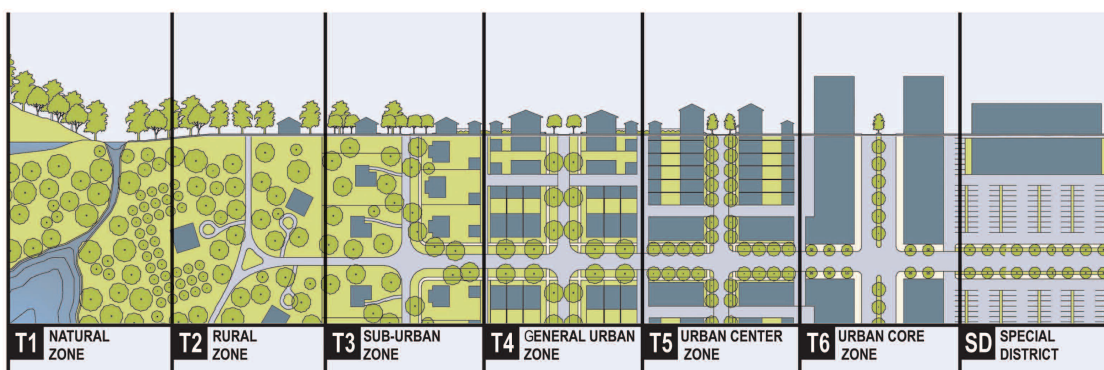 T1 NATURAL
ZONE
T2 RURAL
ZONE
T3 SUB-URBAN
ZONE
T4 GENERAL URBAN
ZONE
T5 URBAN CENTER
ZONE
T6 URBAN CORE
ZONE
SD SPECIAL
DISTRICT